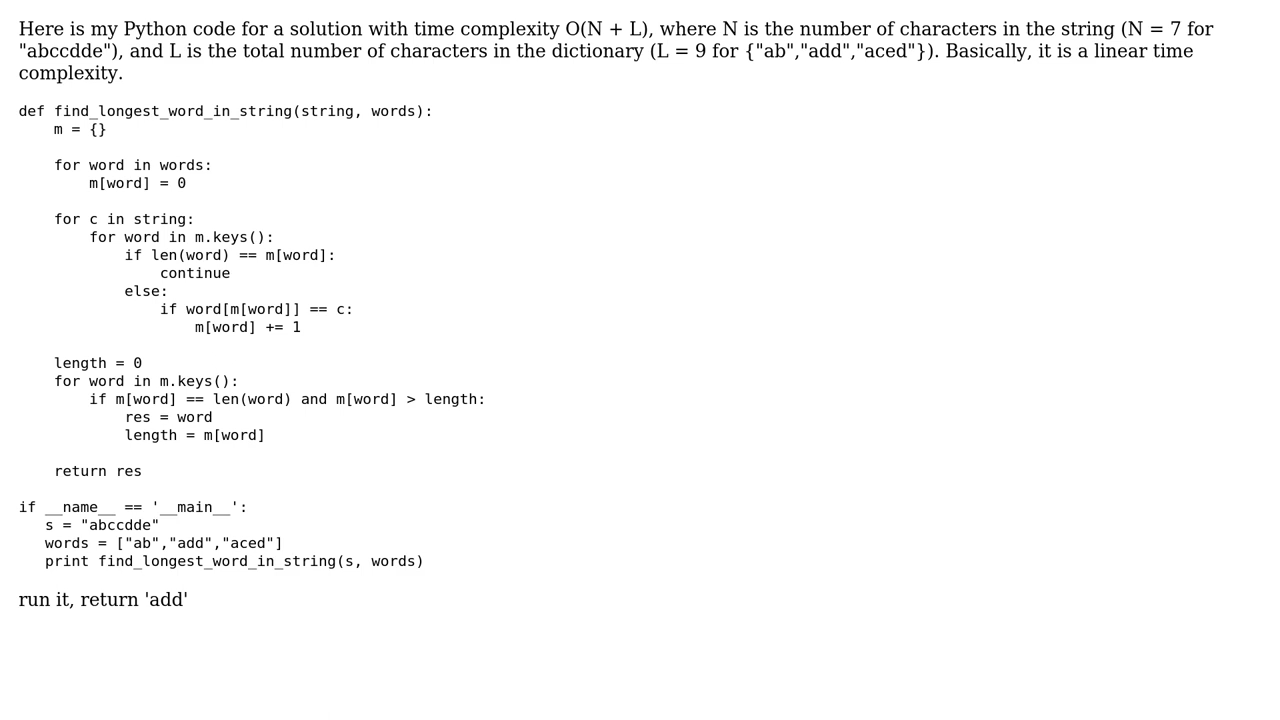 Here is my Python code for a solution with time complexity O(N + L), where N is the number of characters in the string (N = 7 for
"abccdde"), and L is the total number of characters in the dictionary (L = 9 for {"ab","add","aced"}). Basically, it is a linear time
complexity.
def find_longest_word_in_string(string, words):
    m = {}

    for word in words:
        m[word] = 0

    for c in string:
        for word in m.keys():
            if len(word) == m[word]:
                continue
            else:
                if word[m[word]] == c:
                    m[word] += 1

    length = 0
    for word in m.keys():
        if m[word] == len(word) and m[word] > length:
            res = word
            length = m[word]

    return res

if __name__ == '__main__':
   s = "abccdde"
   words = ["ab","add","aced"]
   print find_longest_word_in_string(s, words)
run it, return 'add'